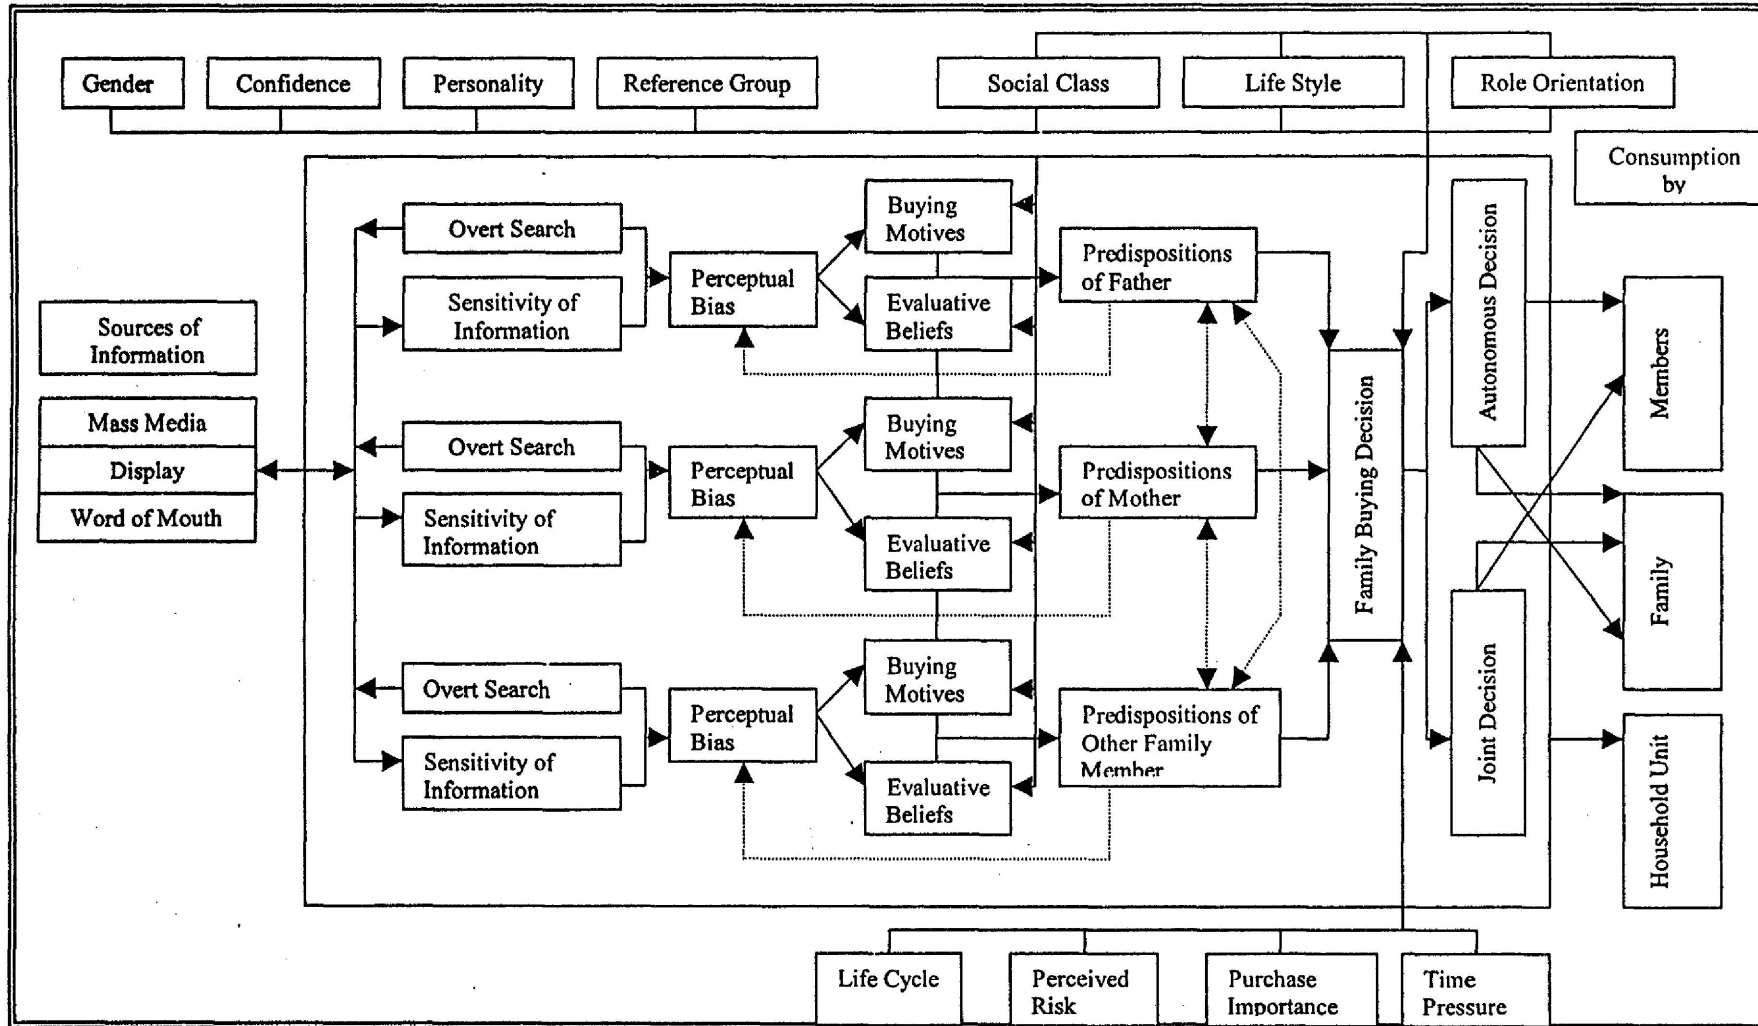 Gender
Confidence
Personality
Reference Group
Social Class
Life Style
Role Orientation
Consumption
by
Sources of
Information
Mass Media
Display
Word of Mouth
Overt Search
Sensitivity of
Information
Perceptual
Bias
Buying
Motives
Evaluative
Beliefs
Predispositions
of Father
Overt Search
Sensitivity of
Information
Perceptual
Bias
Buying
Motives
Evaluative
Beliefs
Predispositions
of Mother
Overt Search
Sensitivity of
Information
Perceptual
Bias
Buying
Motives
Evaluative
Beliefs
Predispositions of
Other Family
Member
Family Buying Decision
Autonomous Decision
Joint Decision
Members
Family
Household Unit
Life Cycle
Perceived
Risk
Purchase
Importance
Time
Pressure